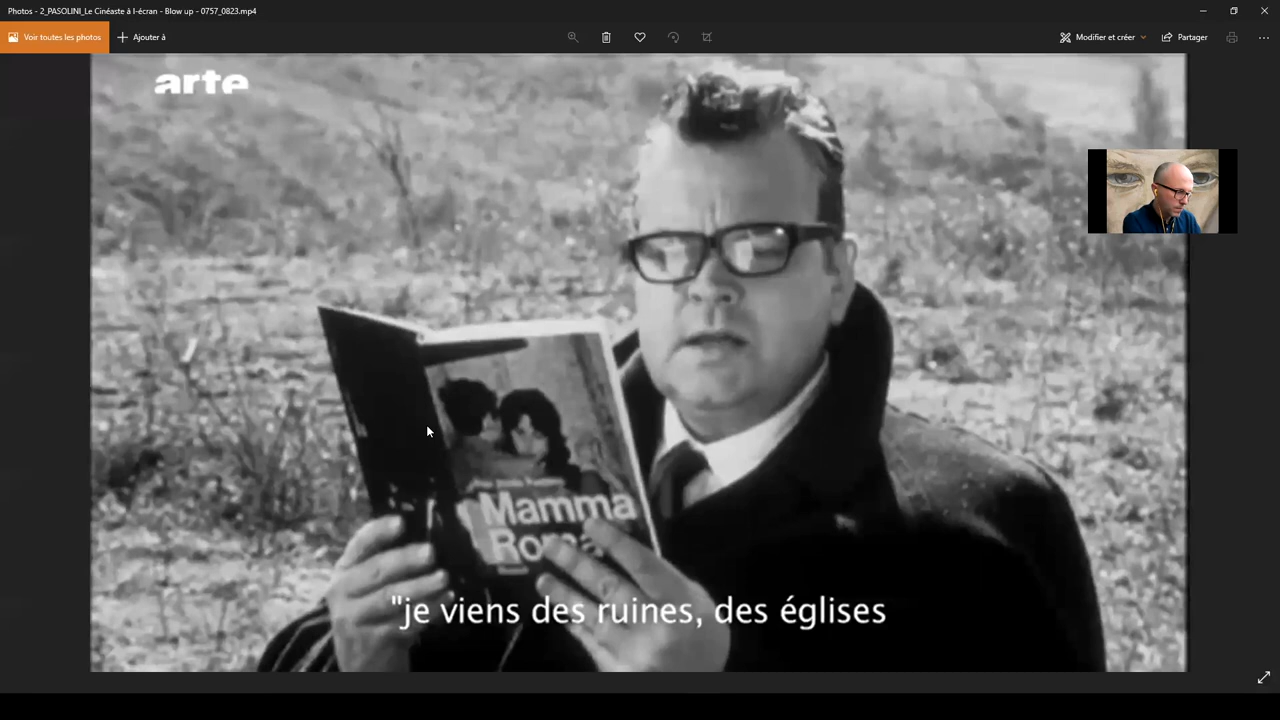 Photos - 2_PASOLINI_Le Cinéaste à l-écran - Blow up - 0757_0823.mp4
Voir toutes les photos
Ajouter à
Modifier et créer
Partager
arte
Mamma
Roma
"je viens des ruines, des églises